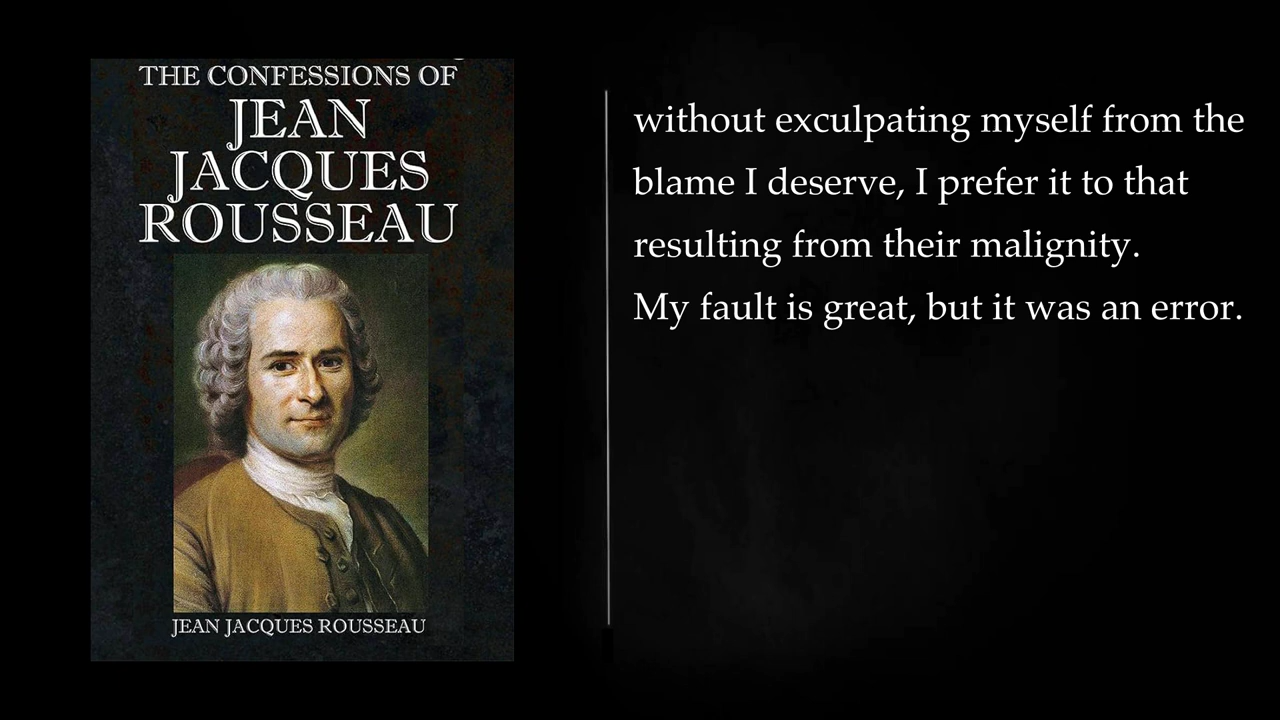 THE CONFESSIONS OF
JEAN
JACQUES
ROUSSEAU
JEAN JACQUES ROUSSEAU
without exculpating myself from the
blame I deserve, I prefer it to that
resulting from their malignity.
My fault is great, but it was an error.